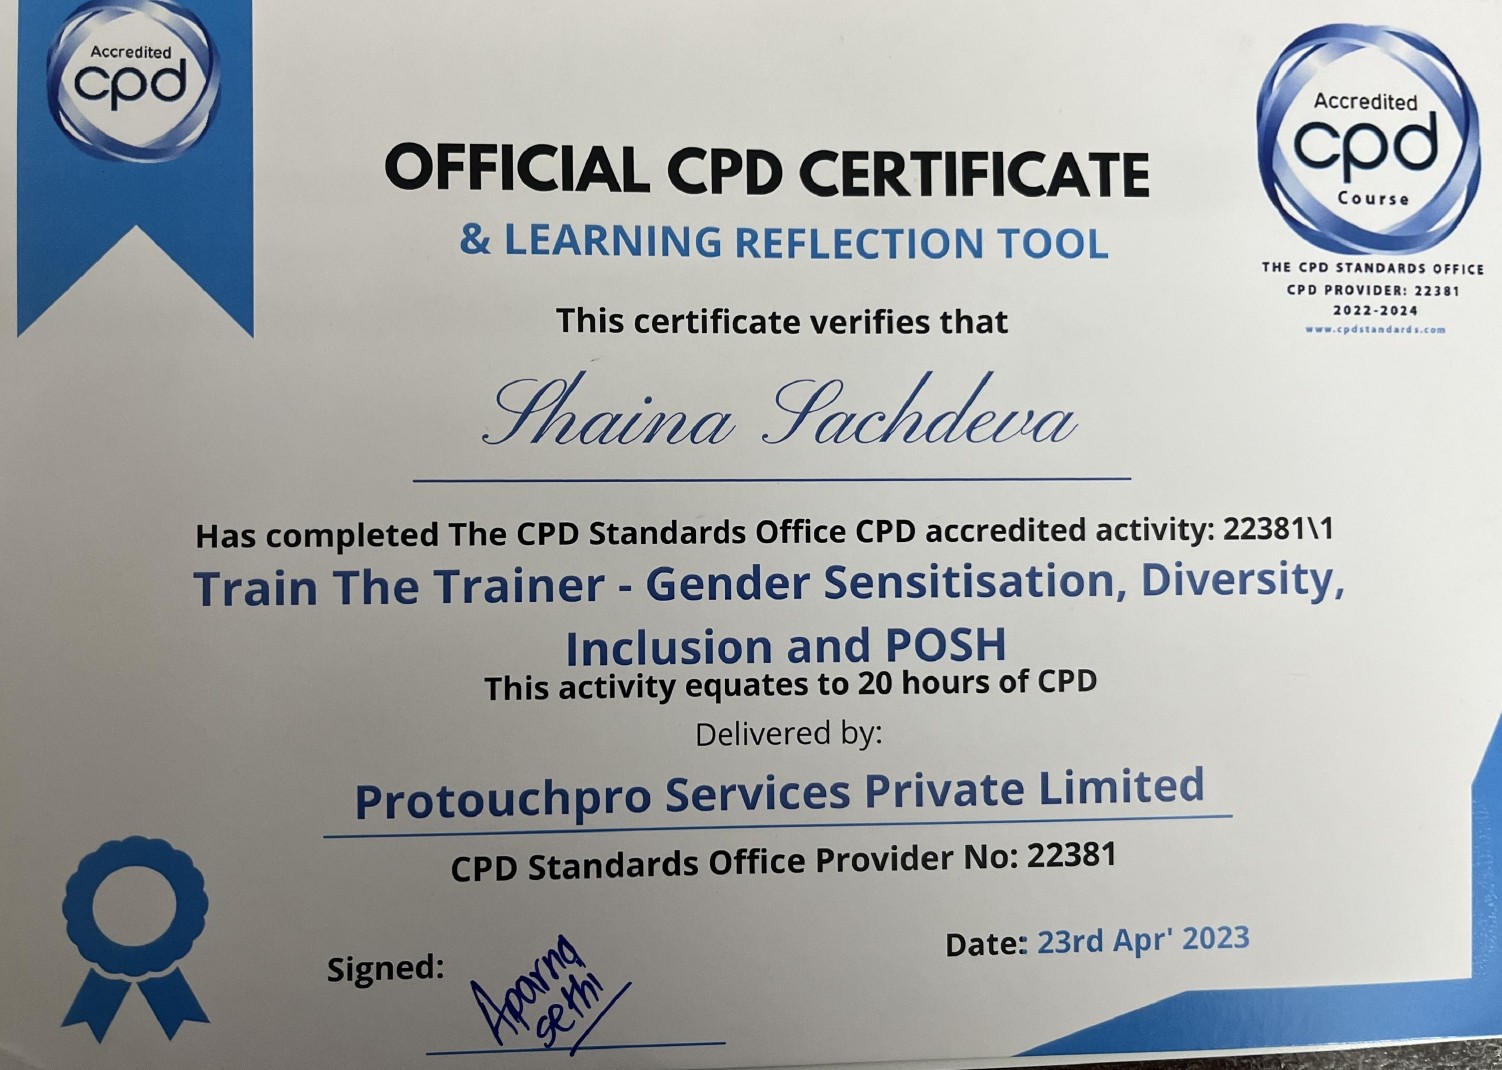 Accredited
cpd
Accredited
cpd
Course
THE CPD STANDARDS OFFICE
CPD PROVIDER: 22381
2022-2024
www.cpdstandards.com
OFFICIAL CPD CERTIFICATE
& LEARNING REFLECTION TOOL
This certificate verifies that
Shaina Sachdeva
Has completed The CPD Standards Office CPD accredited activity: 22381\1
Train The Trainer - Gender Sensitisation, Diversity,
Inclusion and POSH
This activity equates to 20 hours of CPD
Delivered by:
Protouchpro Services Private Limited
CPD Standards Office Provider No: 22381
Signed:
Aparna
sethi
Date: 23rd Apr' 2023